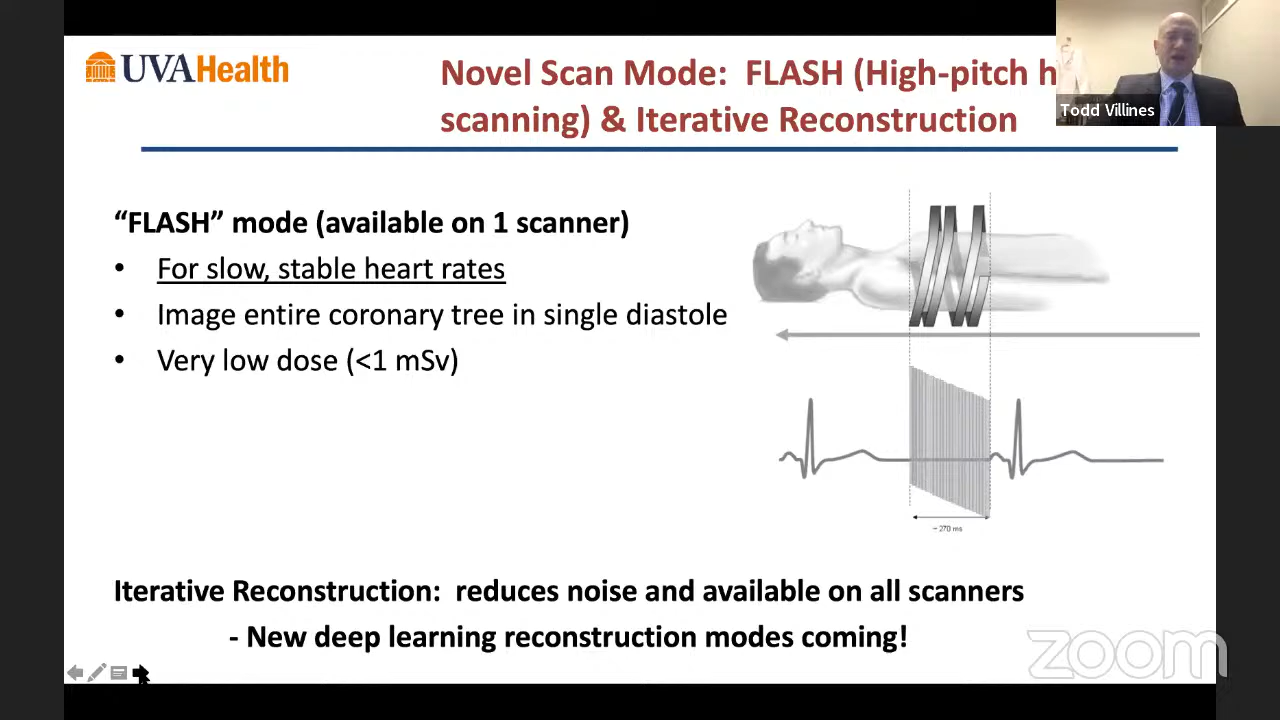 UVAHealth
Novel Scan Mode: FLASH (High-pitch h
scanning) & Iterative Reconstruction
Todd Villines
“FLASH” mode (available on 1 scanner)
• For slow, stable heart rates
• Image entire coronary tree in single diastole
• Very low dose (<1 mSv)
~ 270 ms
Iterative Reconstruction: reduces noise and available on all scanners
- New deep learning reconstruction modes coming!
zoom